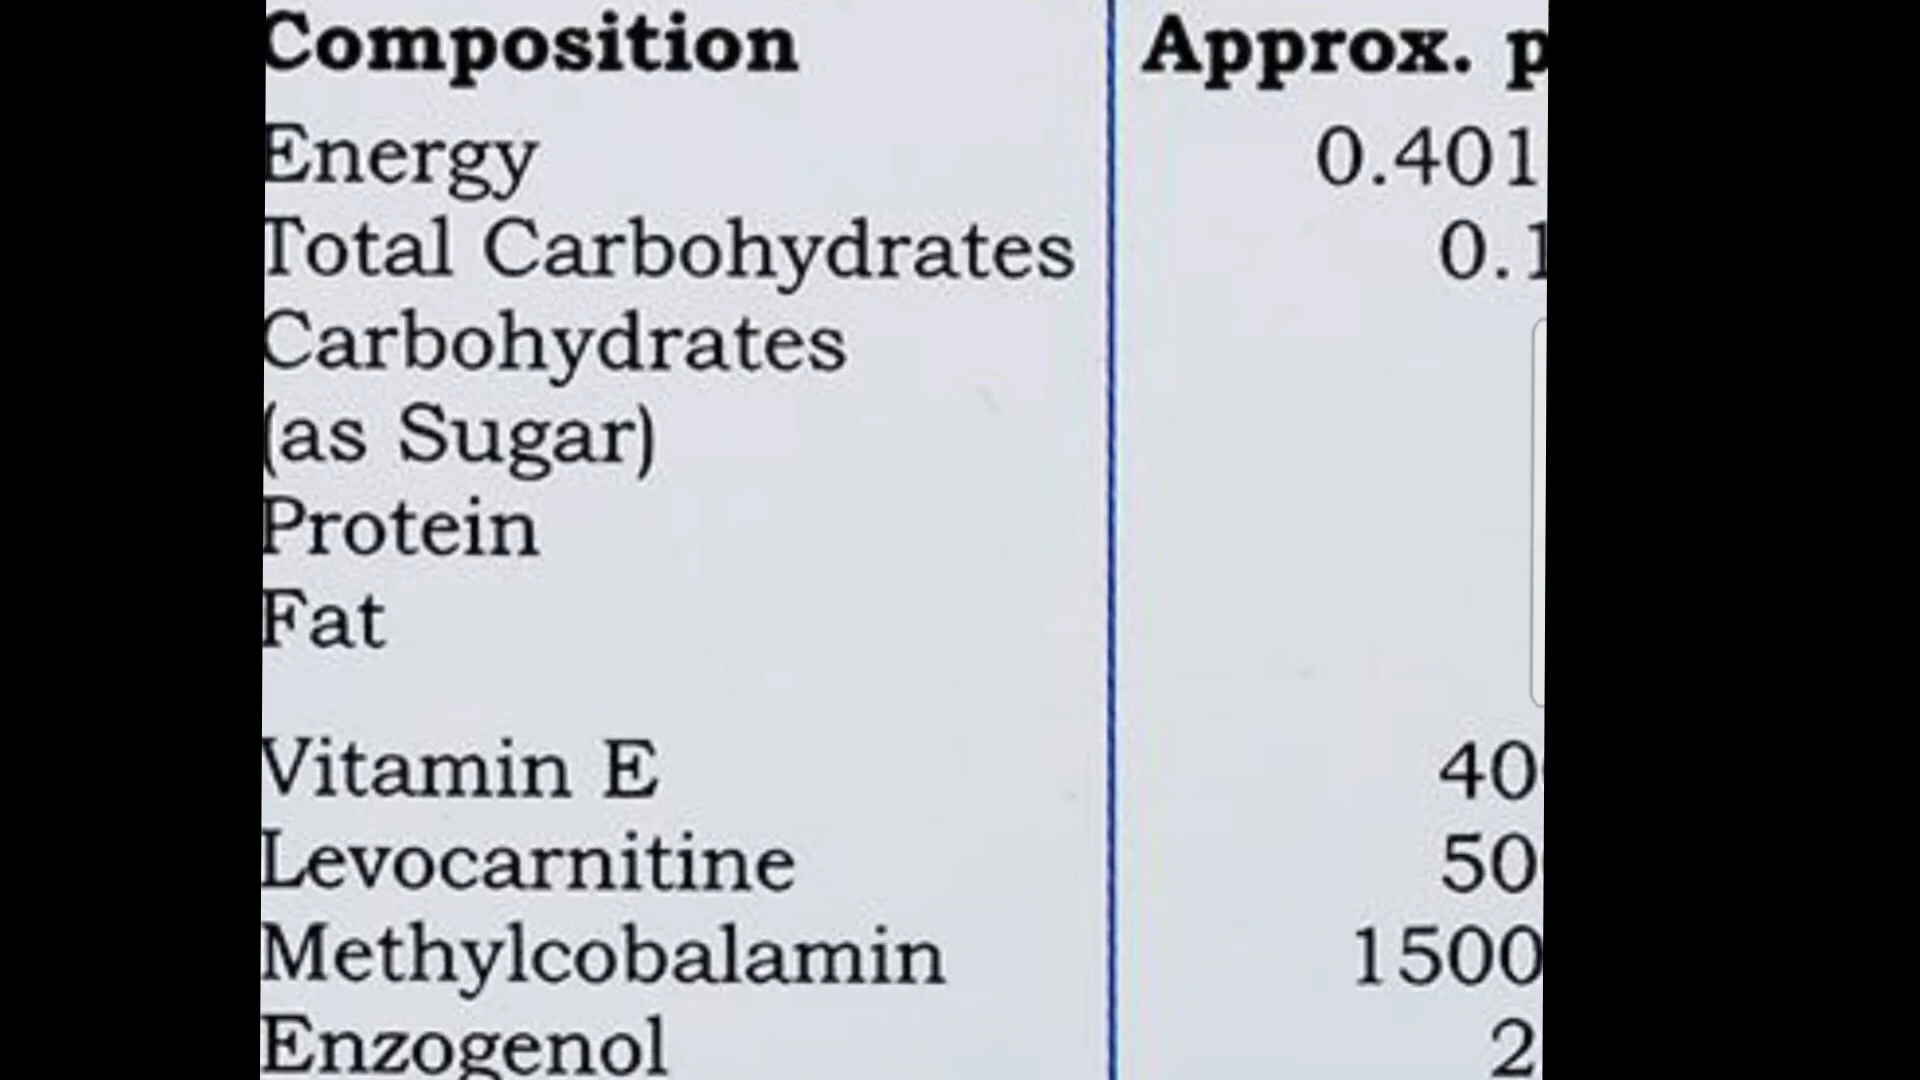 Composition Approx. p
Energy 0.401
Total Carbohydrates 0.1
Carbohydrates
(as Sugar)
Protein
Fat
Vitamin E 40
Levocarnitine 50
Methylcobalamin 1500
Enzogenol 2